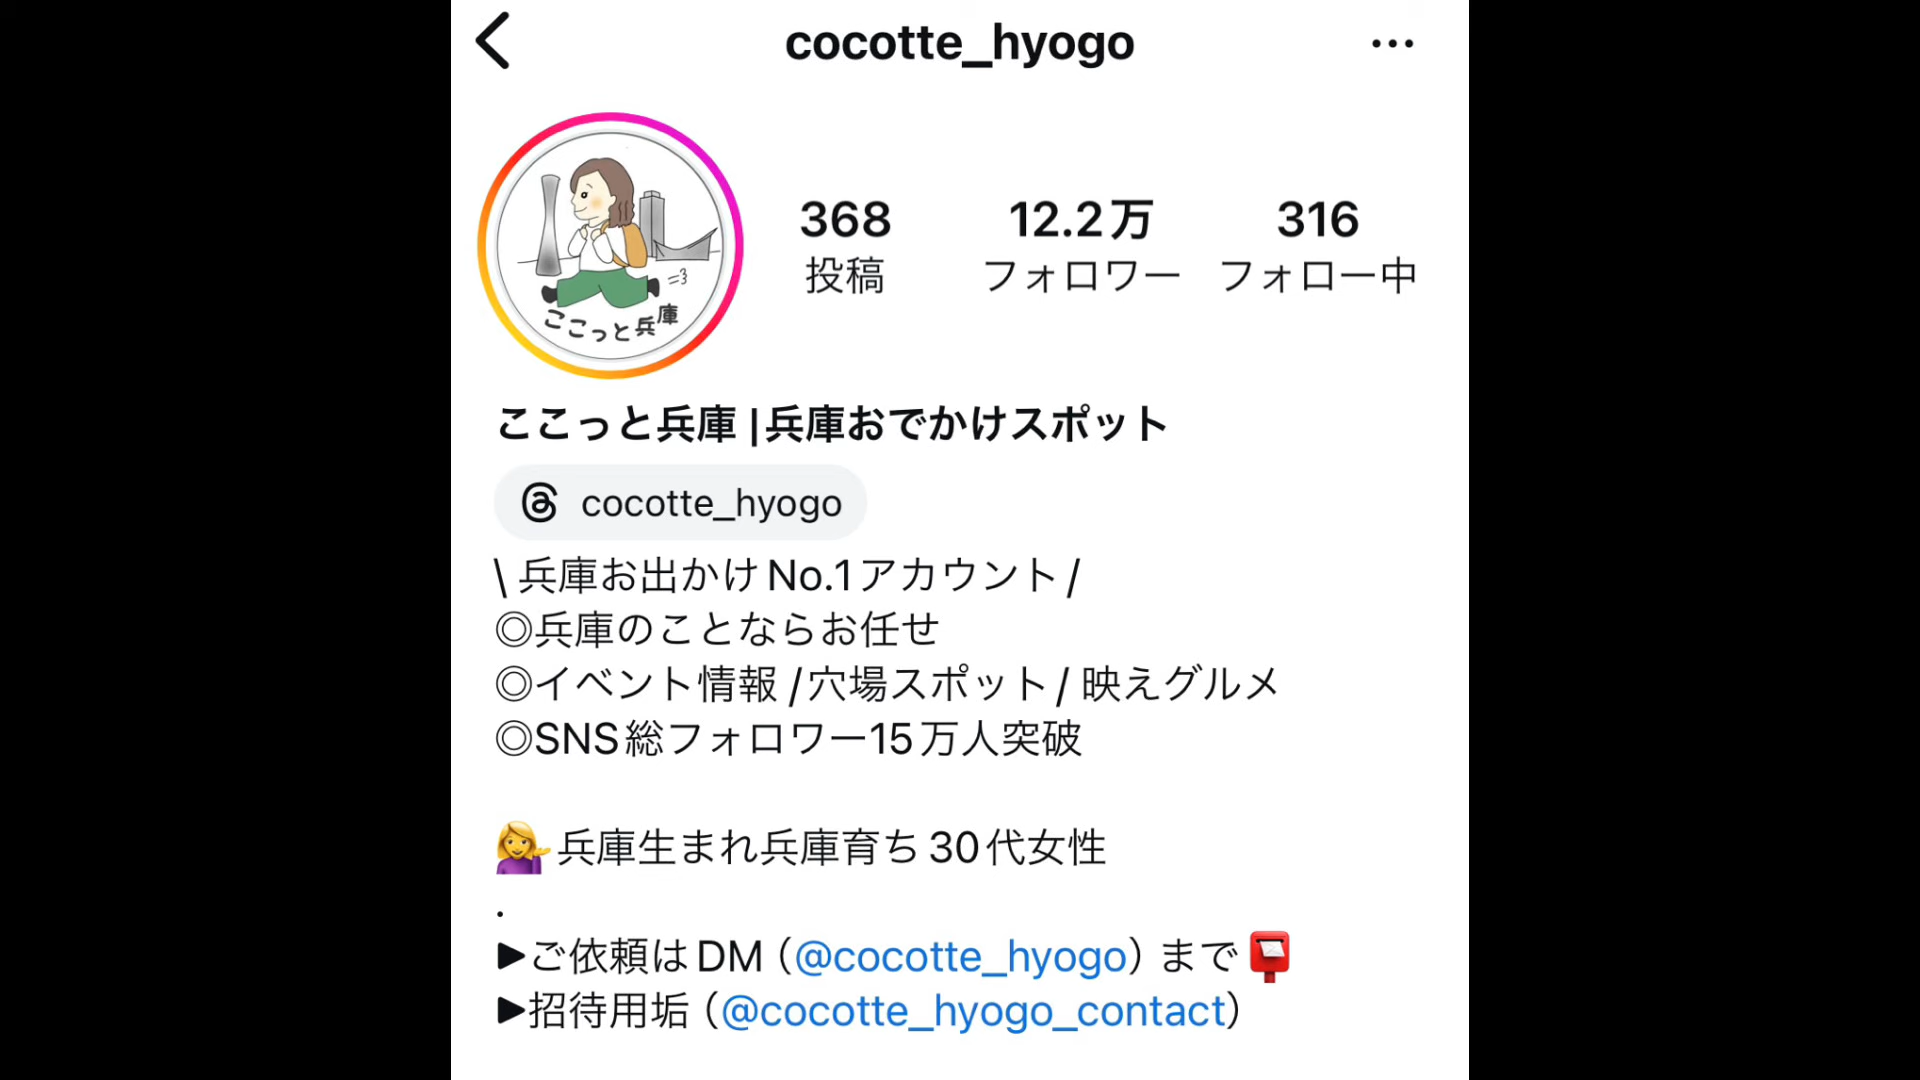 cocotte_hyogo
ここっと兵庫
368
投稿
12.2万
フォロワー
316
フォロー中
ここっと兵庫 | 兵庫おでかけスポット
cocotte_hyogo
\ 兵庫お出かけNo.1アカウント /
◎兵庫のことならお任せ
◎イベント情報 / 穴場スポット / 映えグルメ
◎SNS総フォロワー15万人突破
💁‍♀️兵庫生まれ兵庫育ち30代女性
.
▶ご依頼はDM（@cocotte_hyogo）まで📮
▶招待用垢（@cocotte_hyogo_contact）